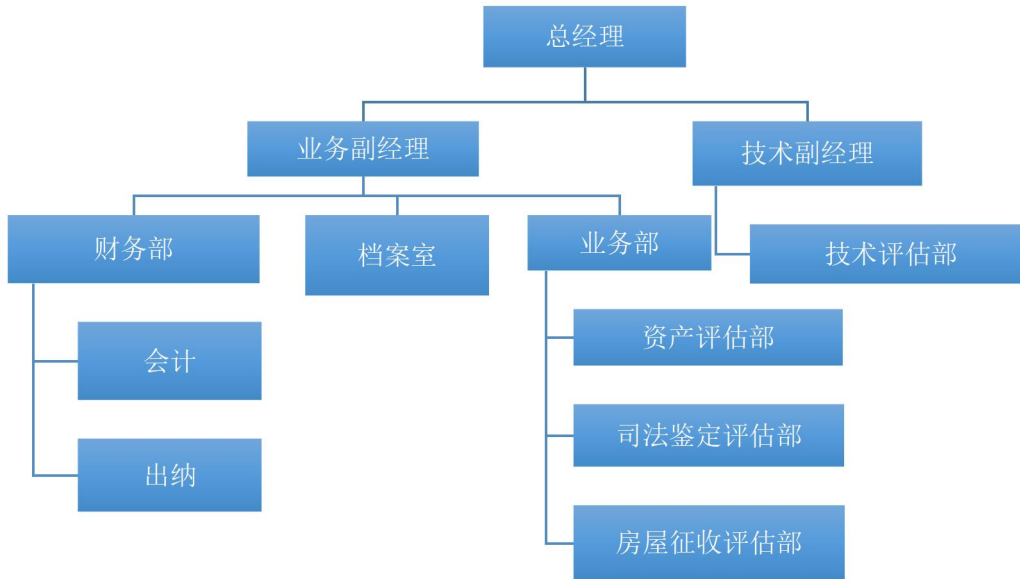 总经理
业务副经理
技术副经理
财务部
档案室
业务部
技术评估部
会计
出纳
资产评估部
司法鉴定评估部
房屋征收评估部